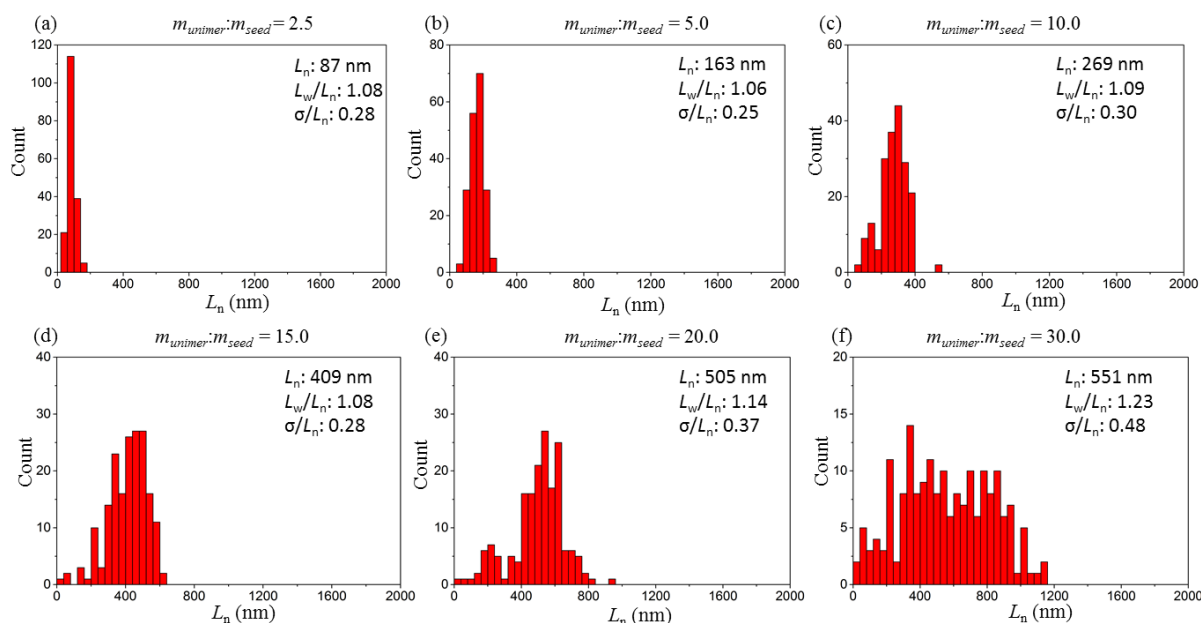 (a) m_unimer:m_seed = 2.5
120
100
80
60
40
20
0
Count
L_n: 87 nm
L_w/L_n: 1.08
σ/L_n: 0.28
0 400 800 1200 1600 2000
L_n (nm)
(b) m_unimer:m_seed = 5.0
80
60
40
20
0
Count
L_n: 163 nm
L_w/L_n: 1.06
σ/L_n: 0.25
0 400 800 1200 1600 2000
L_n (nm)
(c) m_unimer:m_seed = 10.0
60
40
20
0
Count
L_n: 269 nm
L_w/L_n: 1.09
σ/L_n: 0.30
0 400 800 1200 1600 2000
L_n (nm)
(d) m_unimer:m_seed = 15.0
40
30
20
10
0
Count
L_n: 409 nm
L_w/L_n: 1.08
σ/L_n: 0.28
0 400 800 1200 1600 2000
L_n (nm)
(e) m_unimer:m_seed = 20.0
40
30
20
10
0
Count
L_n: 505 nm
L_w/L_n: 1.14
σ/L_n: 0.37
0 400 800 1200 1600 2000
L_n (nm)
(f) m_unimer:m_seed = 30.0
20
15
10
5
0
Count
L_n: 551 nm
L_w/L_n: 1.23
σ/L_n: 0.48
0 400 800 1200 1600 2000
L_n (nm)